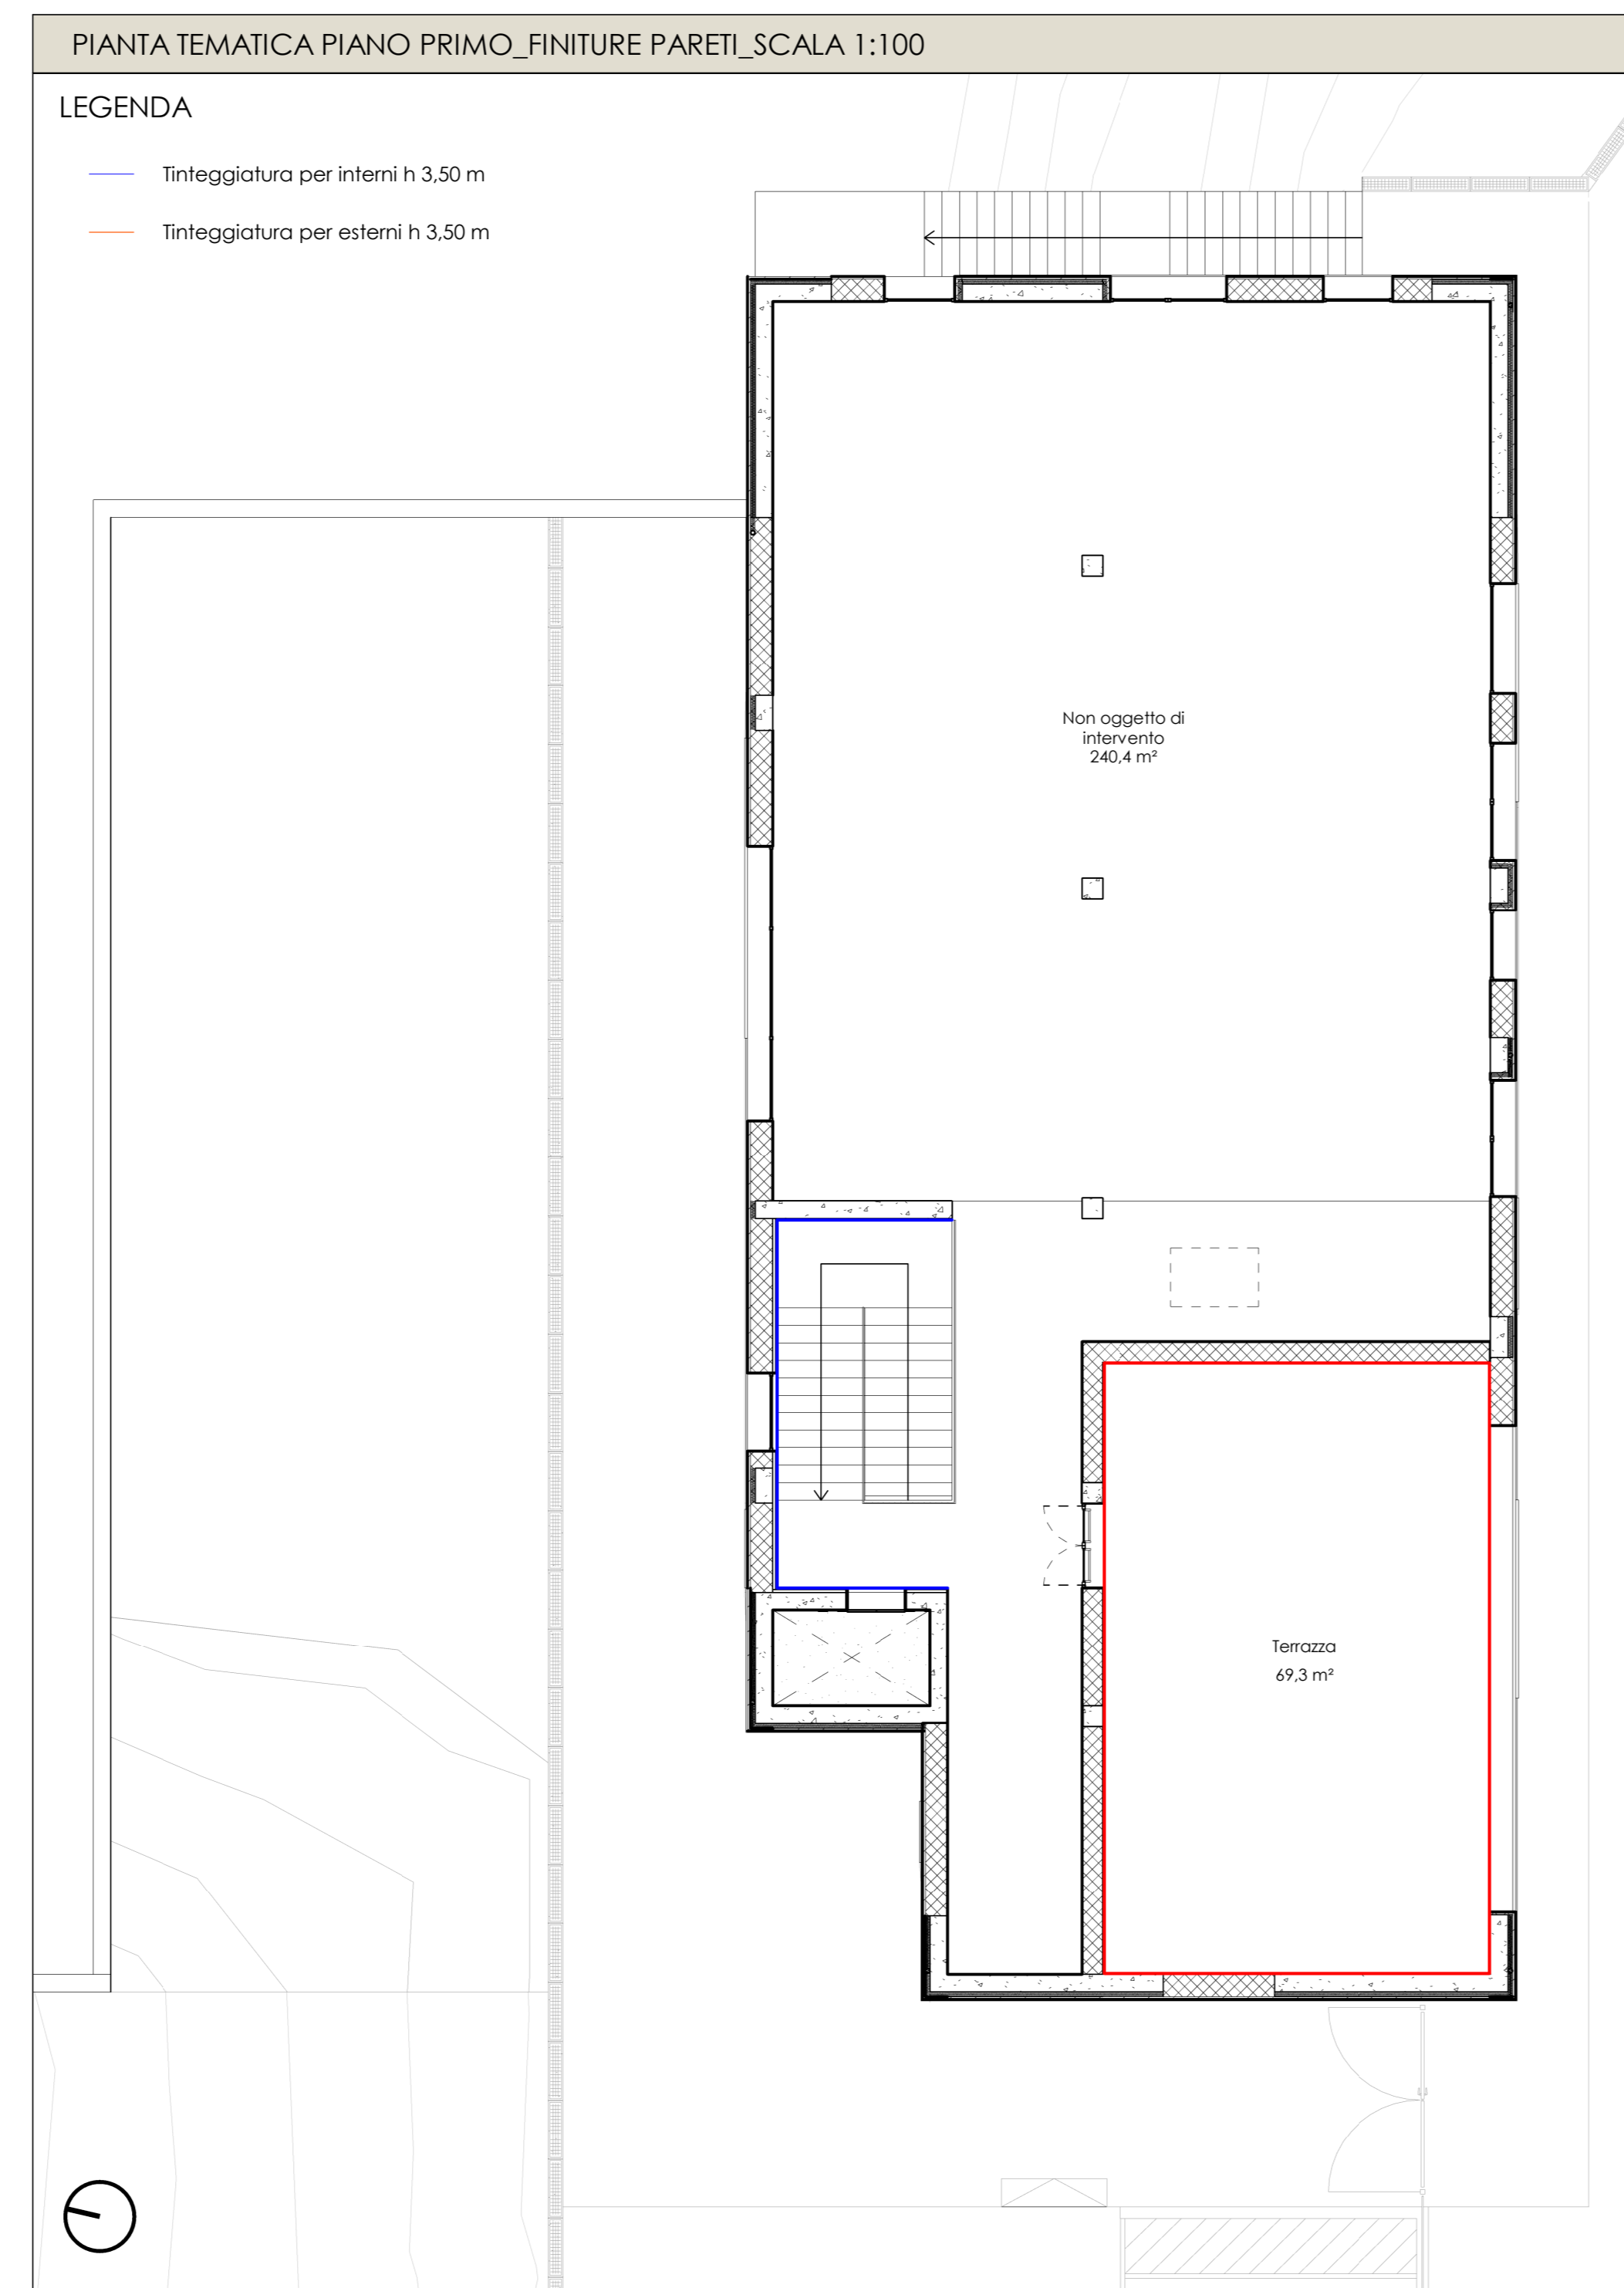 PIANTA TEMATICA PIANO PRIMO_FINITURE PARETI_SCALA 1:100
LEGENDA
Tinteggiatura per interni h 3,50 m
Tinteggiatura per esterni h 3,50 m
Non oggetto di
intervento
240,4 m²
Terrazza
69,3 m²